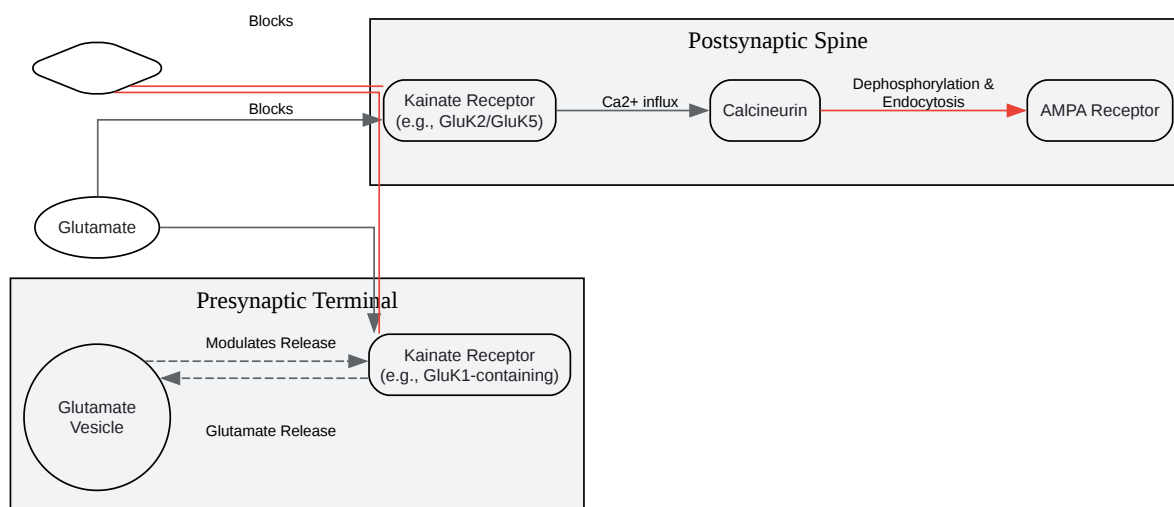 Blocks
Postsynaptic Spine
Kainate Receptor
(e.g., GluK2/GluK5)
Ca2+ influx
Calcineurin
Dephosphorylation &
Endocytosis
AMPA Receptor
Blocks
Glutamate
Presynaptic Terminal
Modulates Release
Kainate Receptor
(e.g., GluK1-containing)
Glutamate
Vesicle
Glutamate Release